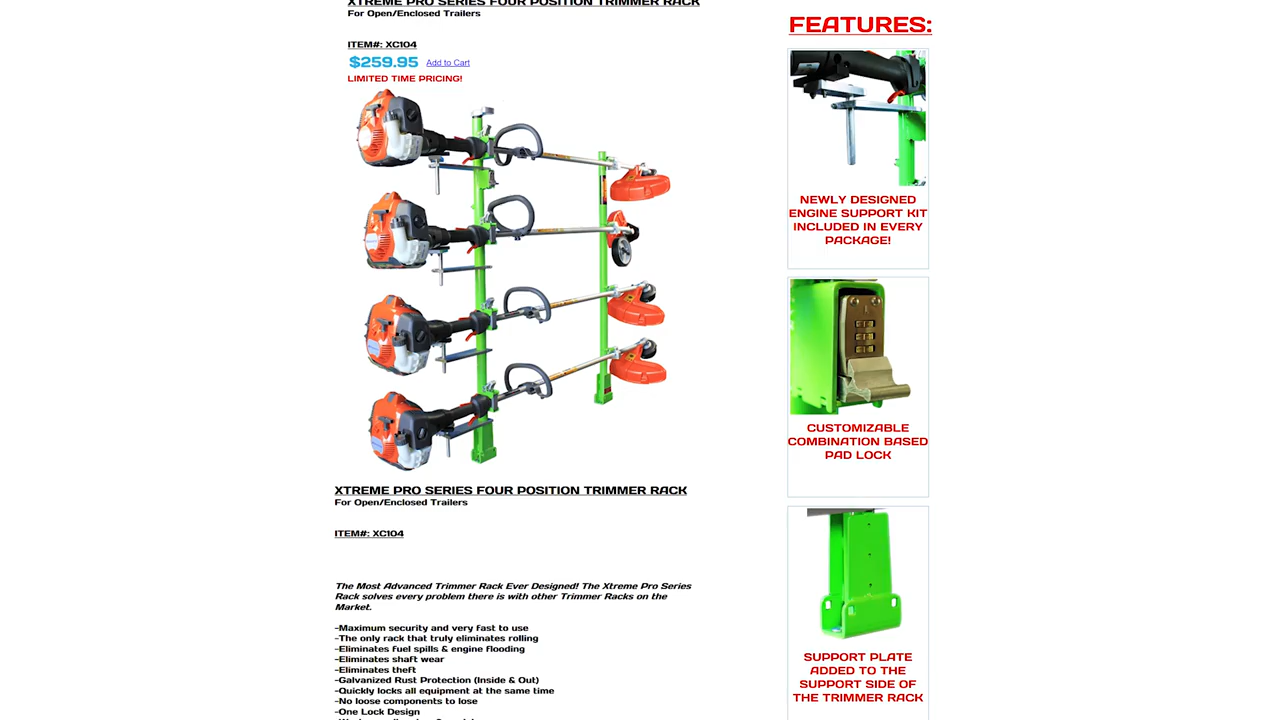 XTREME PRO SERIES FOUR POSITION TRIMMER RACK
For Open/Enclosed Trailers
ITEM#: XC104
$259.95 Add to Cart
LIMITED TIME PRICING!
XTREME PRO SERIES FOUR POSITION TRIMMER RACK
For Open/Enclosed Trailers
ITEM#: XC104
The Most Advanced Trimmer Rack Ever Designed! The Xtreme Pro Series
Rack solves every problem there is with other Trimmer Racks on the
Market.
-Maximum security and very fast to use
-The only rack that truly eliminates rolling
-Eliminates fuel spills & engine flooding
-Eliminates shaft wear
-Eliminates theft
-Galvanized Rust Protection (Inside & Out)
-Quickly locks all equipment at the same time
-No loose components to lose
-One Lock Design
FEATURES:
NEWLY DESIGNED
ENGINE SUPPORT KIT
INCLUDED IN EVERY
PACKAGE!
CUSTOMIZABLE
COMBINATION BASED
PAD LOCK
SUPPORT PLATE
ADDED TO THE
SUPPORT SIDE OF
THE TRIMMER RACK